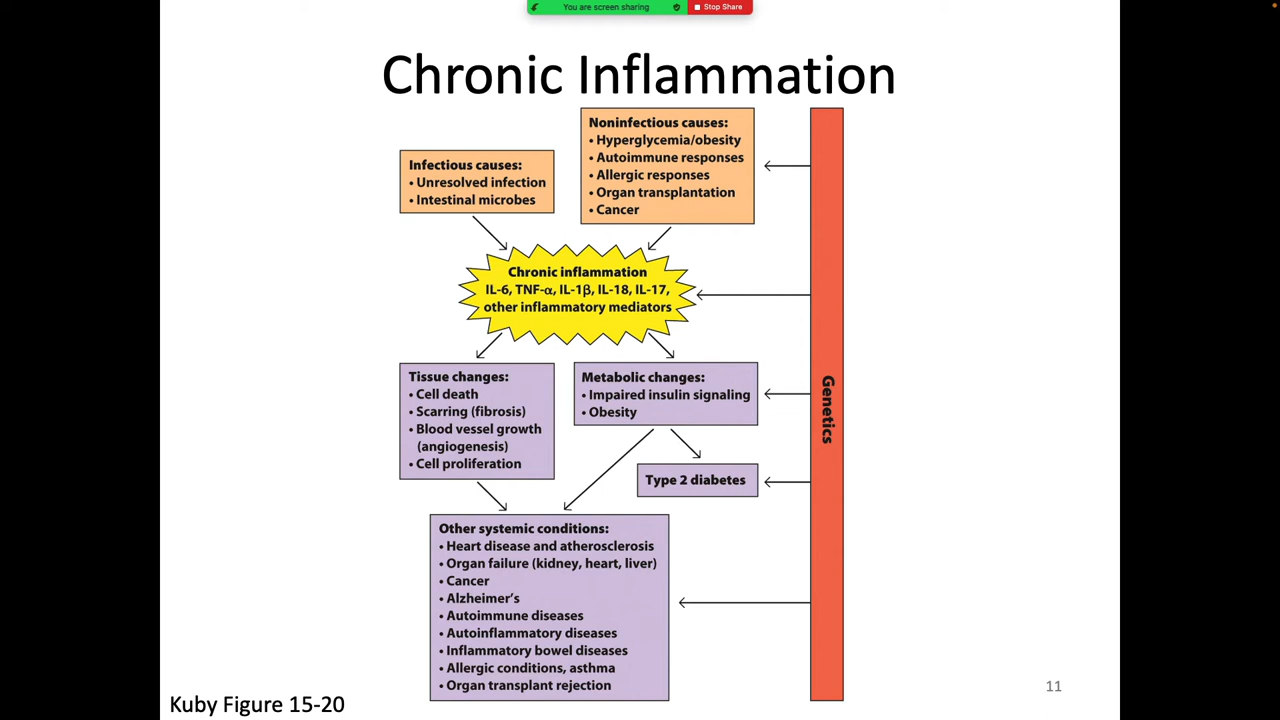 You are screen sharing
Stop Share
Chronic Inflammation
Noninfectious causes:
• Hyperglycemia/obesity
• Autoimmune responses
• Allergic responses
• Organ transplantation
• Cancer
Infectious causes:
• Unresolved infection
• Intestinal microbes
Chronic inflammation
IL-6, TNF-α, IL-1β, IL-18, IL-17,
other inflammatory mediators
Tissue changes:
• Cell death
• Scarring (fibrosis)
• Blood vessel growth
(angiogenesis)
• Cell proliferation
Metabolic changes:
• Impaired insulin signaling
• Obesity
Type 2 diabetes
Other systemic conditions:
• Heart disease and atherosclerosis
• Organ failure (kidney, heart, liver)
• Cancer
• Alzheimer's
• Autoimmune diseases
• Autoinflammatory diseases
• Inflammatory bowel diseases
• Allergic conditions, asthma
• Organ transplant rejection
Genetics
Kuby Figure 15-20
11